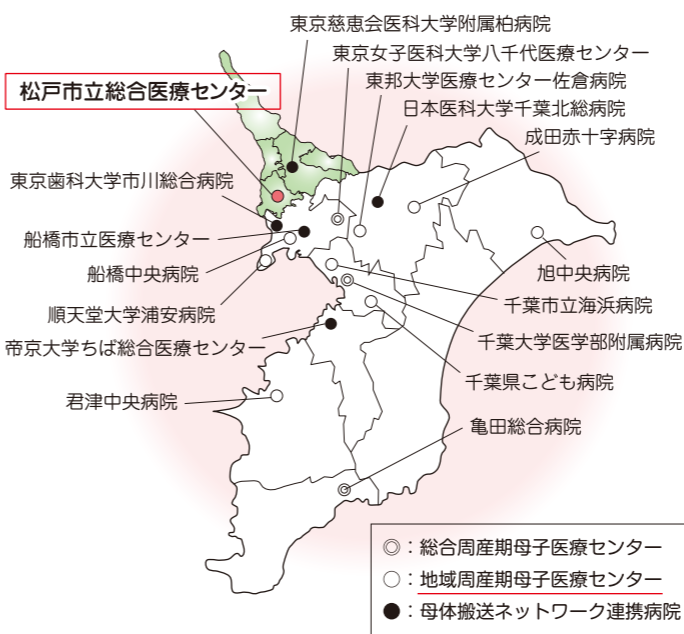 東京慈恵会医科大学附属柏病院
東京女子医科大学八千代医療センター
東邦大学医療センター佐倉病院
松戸市立総合医療センター
日本医科大学千葉北総病院
成田赤十字病院
東京歯科大学市川総合病院
船橋市立医療センター
船橋中央病院
旭中央病院
順天堂大学浦安病院
千葉市立海浜病院
帝京大学ちば総合医療センター
千葉大学医学部附属病院
千葉県こども病院
君津中央病院
亀田総合病院
◎：総合周産期母子医療センター
○：地域周産期母子医療センター
●：母体搬送ネットワーク連携病院